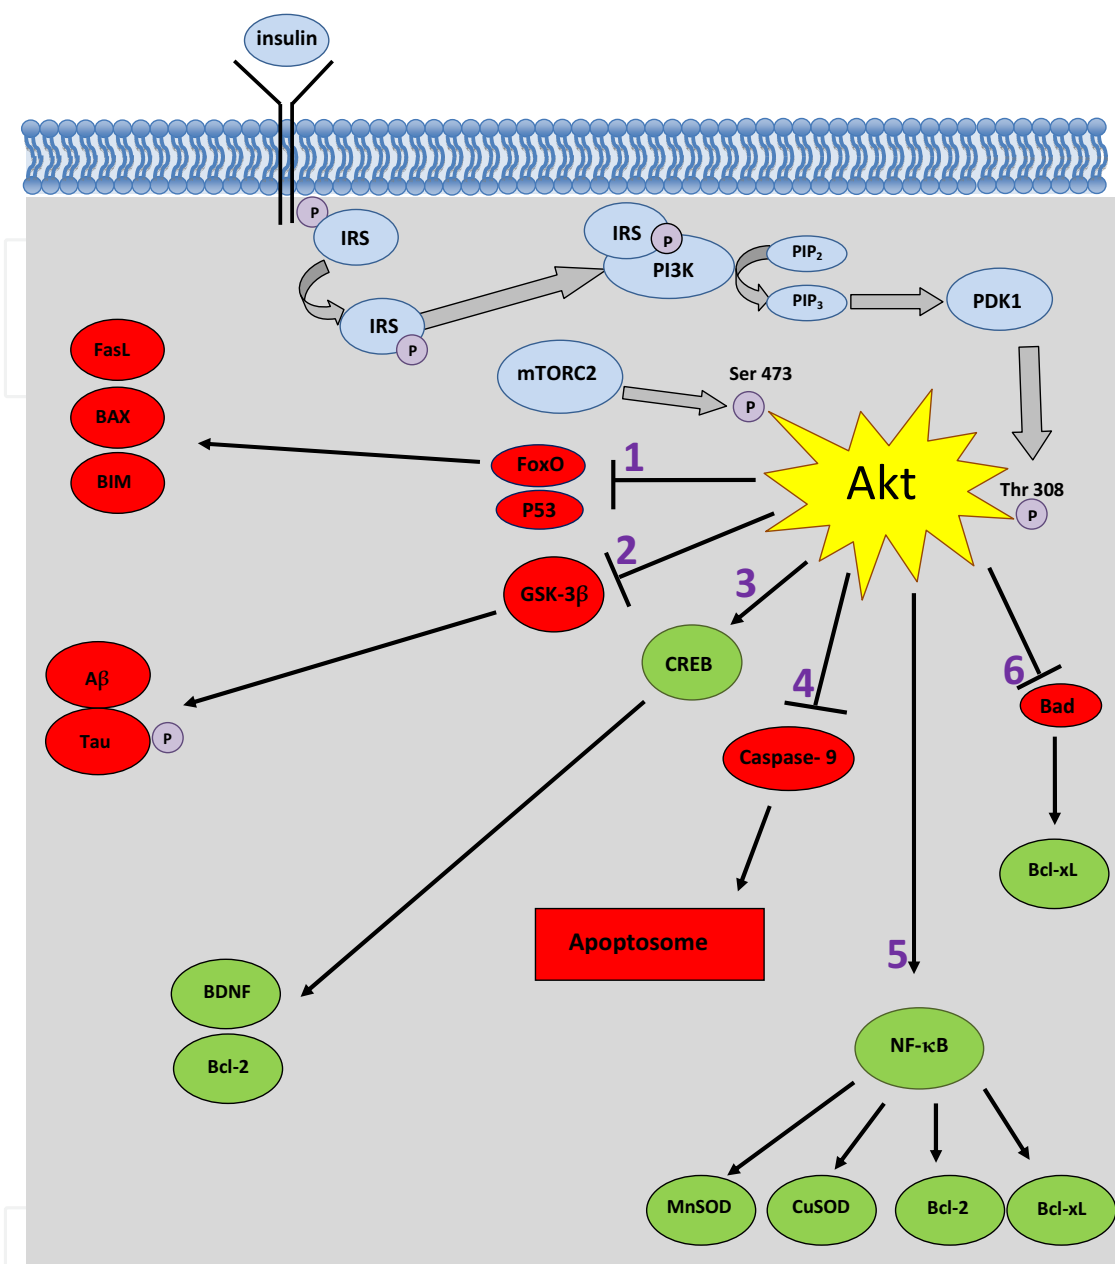 insulin
P
IRS
IRS
P
PI3K
PIP2
PIP3
PDK1
IRS
P
FasL
BAX
BIM
mTORC2
Ser 473
P
Akt
Thr 308
P
1
FoxO
P53
2
GSK-3β
3
CREB
4
Caspase- 9
6
Bad
Aβ
Tau
P
Bcl-xL
Apoptosome
5
BDNF
Bcl-2
NF-κB
MnSOD
CuSOD
Bcl-2
Bcl-xL